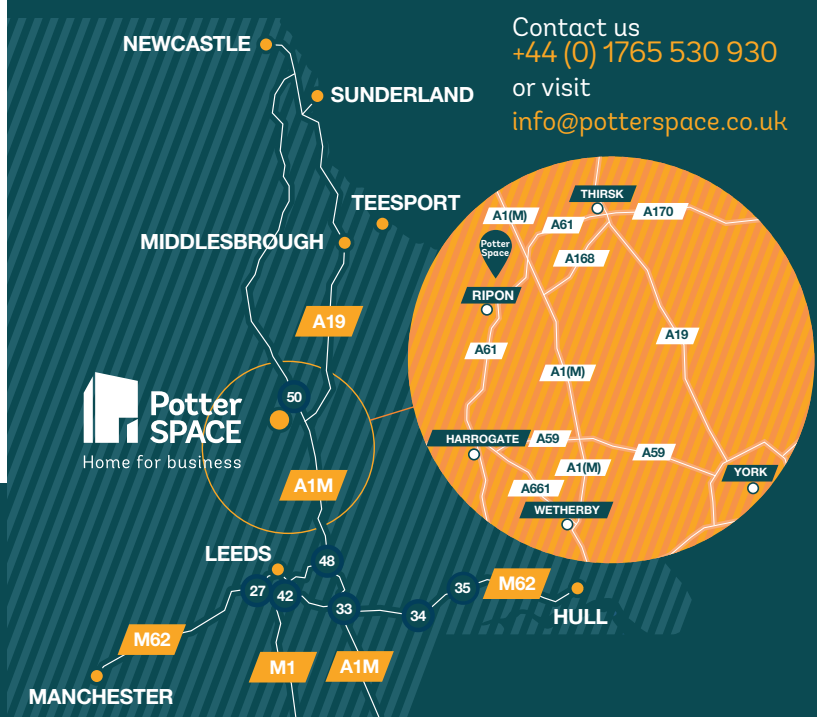 Contact us
+44 (0) 1765 530 930
or visit
info@potterspace.co.uk
NEWCASTLE
SUNDERLAND
TEESPORT
MIDDLESBROUGH
A19
50
Potter
SPACE
Home for business
A1M
LEEDS
48
27
42
33
34
35
M62
HULL
M62
M1
A1M
MANCHESTER
THIRSK
A1(M)
A61
A170
Potter
Space
A168
RIPON
A61
A19
A1(M)
HARROGATE
A59
A59
A1(M)
A661
YORK
WETHERBY